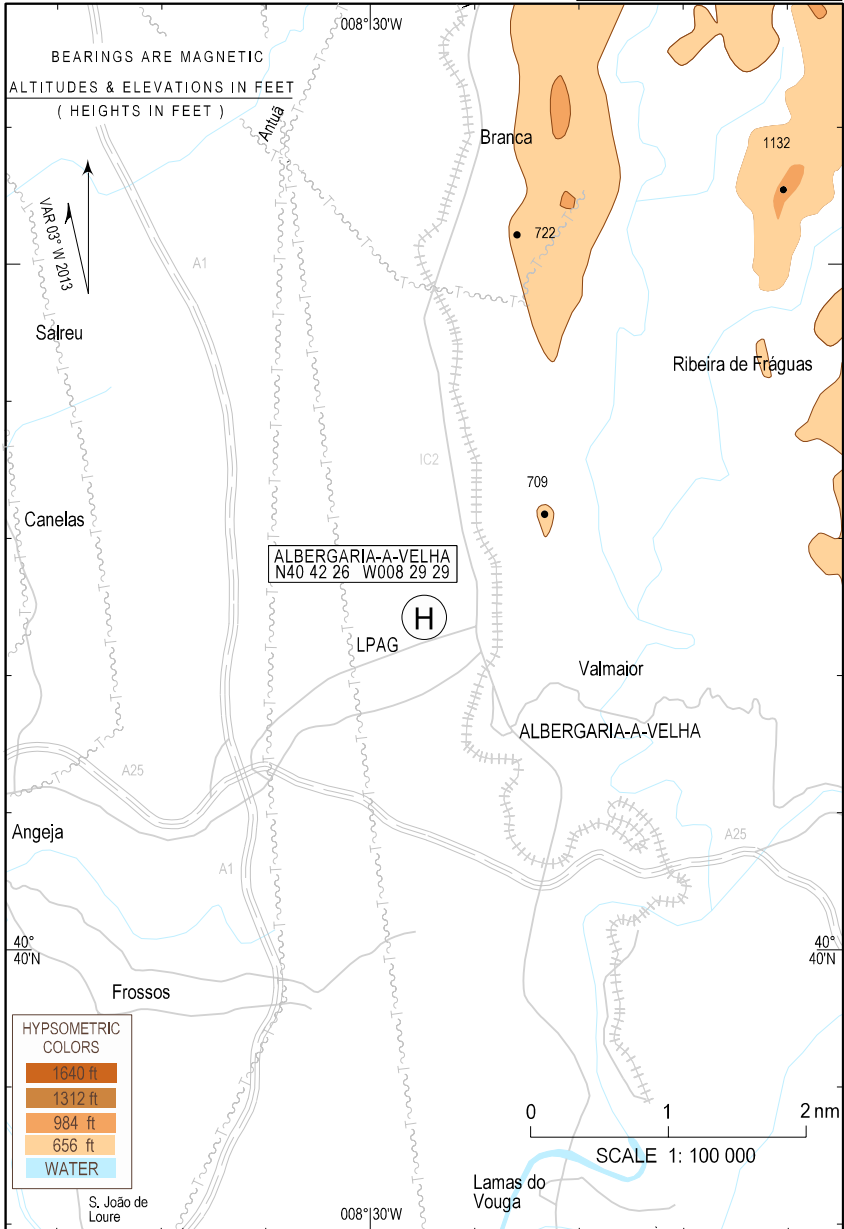 008°30'W
BEARINGS ARE MAGNETIC
ALTITUDES & ELEVATIONS IN FEET
( HEIGHTS IN FEET )
Antuã
Branca
1132
VAR 03° W 2013
722
A1
Salreu
Ribeira de Fráguas
IC2
709
Canelas
ALBERGARIA-A-VELHA
N40 42 26 W008 29 29
H
LPAG
Valmaior
ALBERGARIA-A-VELHA
A25
Angeja
A25
A1
40°
40'N
40°
40'N
Frossos
HYPSOMETRIC
COLORS
1640 ft
1312 ft
984 ft
656 ft
WATER
0 1 2 nm
SCALE 1: 100 000
Lamas do
Vouga
S. João de
Loure
008°30'W